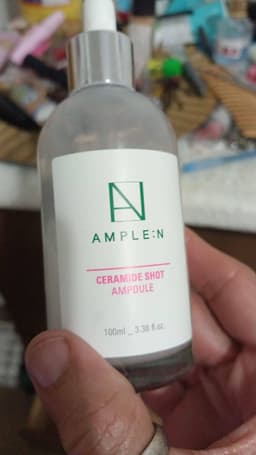 AMPLE:N
CERAMIDE SHOT
AMPOULE
100ml _ 3.38 fl.oz.